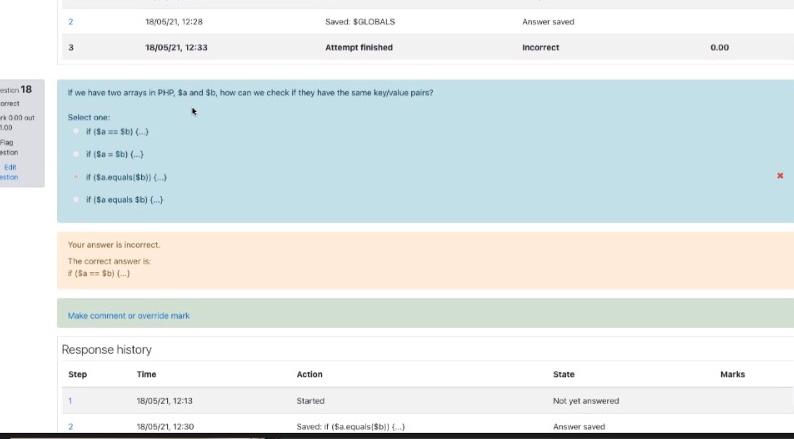 2 18/05/21, 12:28 Saved: $GLOBALS Answer saved
3 18/05/21, 12:33 Attempt finished Incorrect 0.00
estion 18
orrect
rk 0.00 out
1.00
Flag
estion
Edit
estion
If we have two arrays in PHP, $a and $b, how can we check if they have the same key/value pairs?
Select one:
if ($a == $b) {...}
if ($a = $b) {...}
if ($a.equals($b)) {...}
if ($a equals $b) {...}
Your answer is incorrect.
The correct answer is:
if ($a == $b) {...}
Make comment or override mark
Response history
Step Time Action State Marks
1 18/05/21, 12:13 Started Not yet answered
2 18/05/21, 12:30 Saved: if ($a.equals($b)) {...} Answer saved